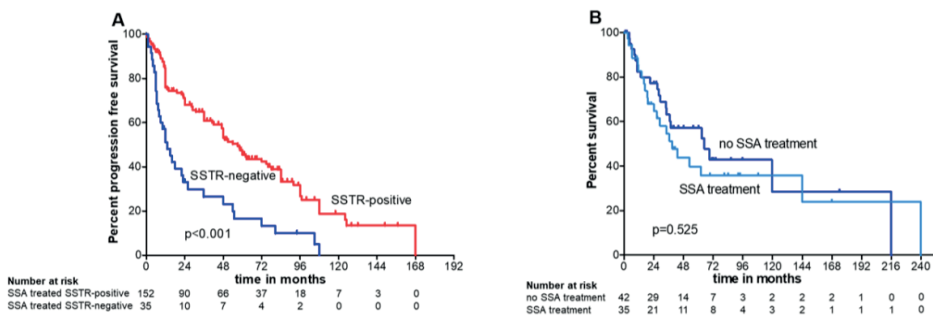 A
Percent progression free survival
100
80
60
40
20
0
SSTR-negative
SSTR-positive
p<0.001
0 24 48 72 96 120 144 168 192
time in months
Number at risk
SSA treated SSTR-positive 152 90 66 37 18 7 3 0
SSA treated SSTR-negative 35 10 7 4 2 0 0 0
B
Percent survival
100
80
60
40
20
0
no SSA treatment
SSA treatment
p=0.525
0 24 48 72 96 120 144 168 192 216 240
time in months
Number at risk
no SSA treatment 42 29 14 7 3 2 2 2 1 0 0
SSA treatment 35 21 11 8 4 3 2 1 1 1 0